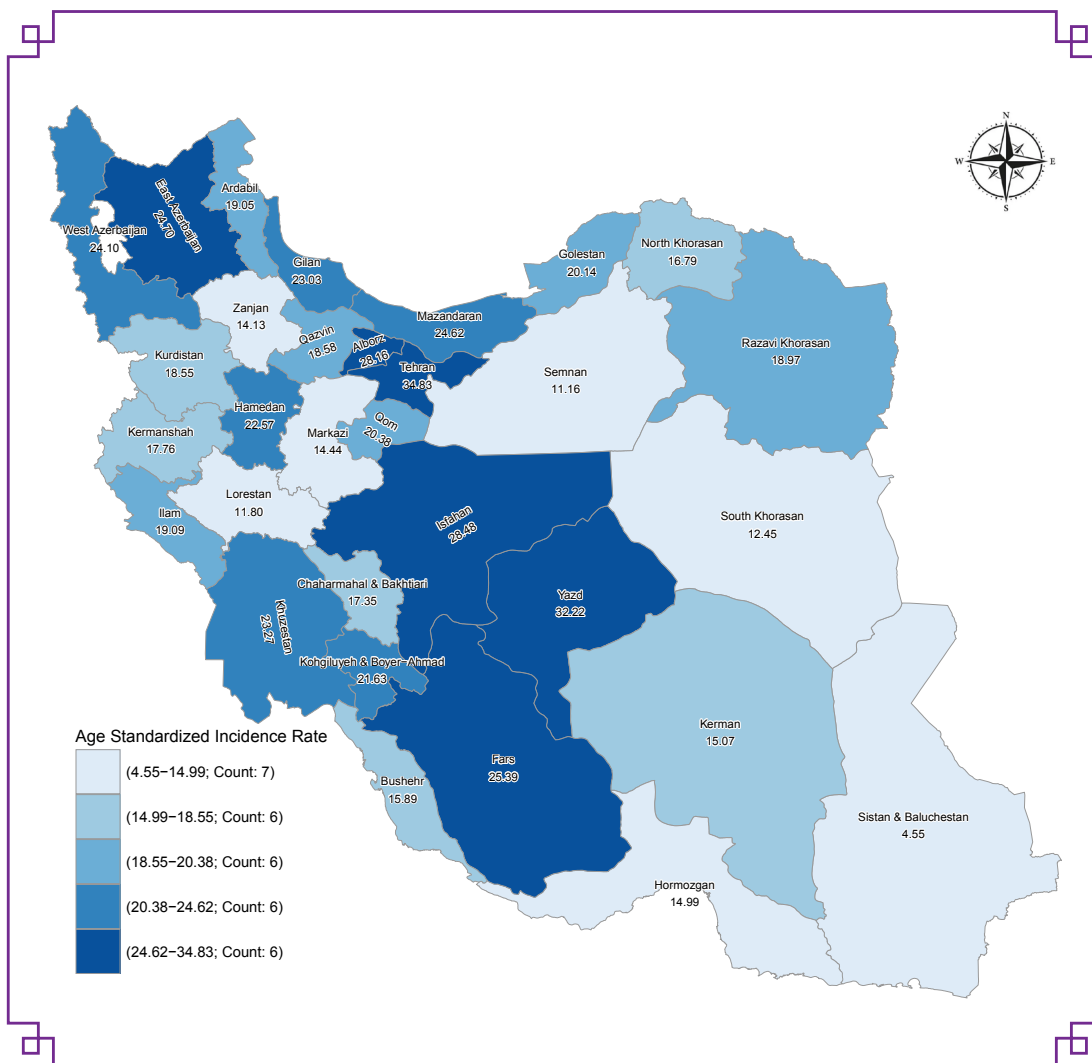 N
W
E
S
East Azerbaijan
24.70
Ardabil
19.05
West Azerbaijan
24.10
Gilan
23.03
Golestan
20.14
North Khorasan
16.79
Zanjan
14.13
Qazvin
18.58
Alborz
28.16
Mazandaran
24.62
Tehran
34.83
Razavi Khorasan
18.97
Semnan
11.16
Kurdistan
18.55
Hamedan
22.57
Kermanshah
17.76
Markazi
14.44
Qom
20.38
Lorestan
11.80
Ilam
19.09
Isfahan
28.48
South Khorasan
12.45
Chaharmahal & Bakhtiari
17.35
Yazd
32.22
Khuzestan
23.27
Kohgiluyeh & Boyer−Ahmad
21.63
Kerman
15.07
Fars
25.39
Bushehr
15.89
Sistan & Baluchestan
4.55
Hormozgan
14.99
Age Standardized Incidence Rate
(4.55−14.99; Count: 7)
(14.99−18.55; Count: 6)
(18.55−20.38; Count: 6)
(20.38−24.62; Count: 6)
(24.62−34.83; Count: 6)